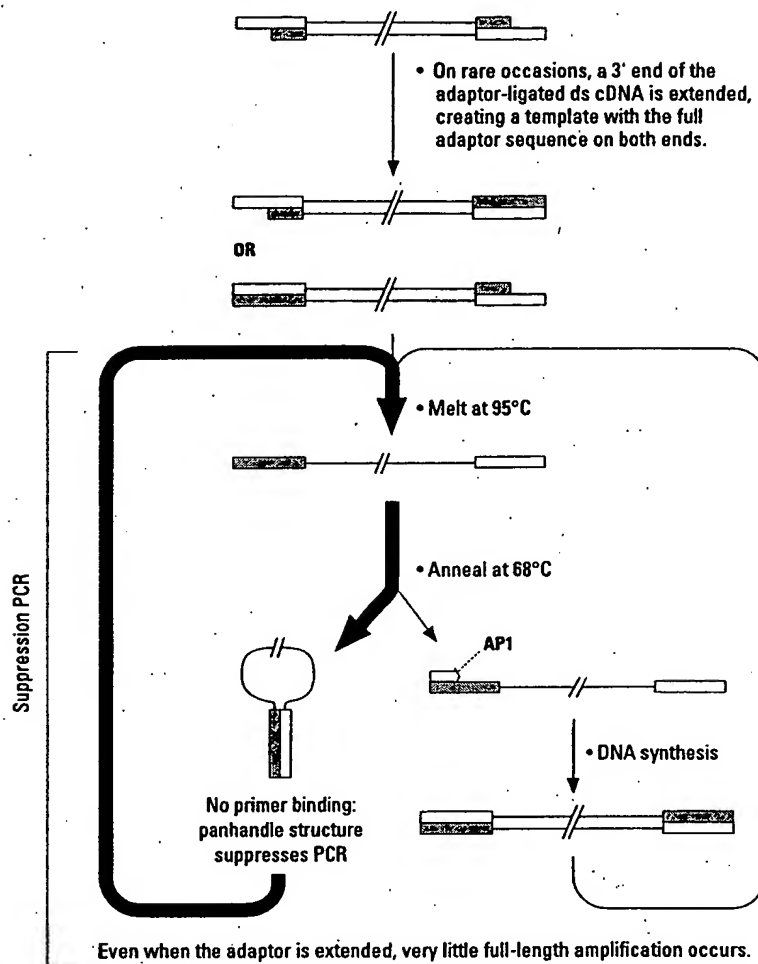 • On rare occasions, a 3' end of the
adaptor-ligated ds cDNA is extended,
creating a template with the full
adaptor sequence on both ends.
OR
• Melt at 95°C
• Anneal at 68°C
AP1
Suppression PCR
• DNA synthesis
No primer binding:
panhandle structure
suppresses PCR
Even when the adaptor is extended, very little full-length amplification occurs.